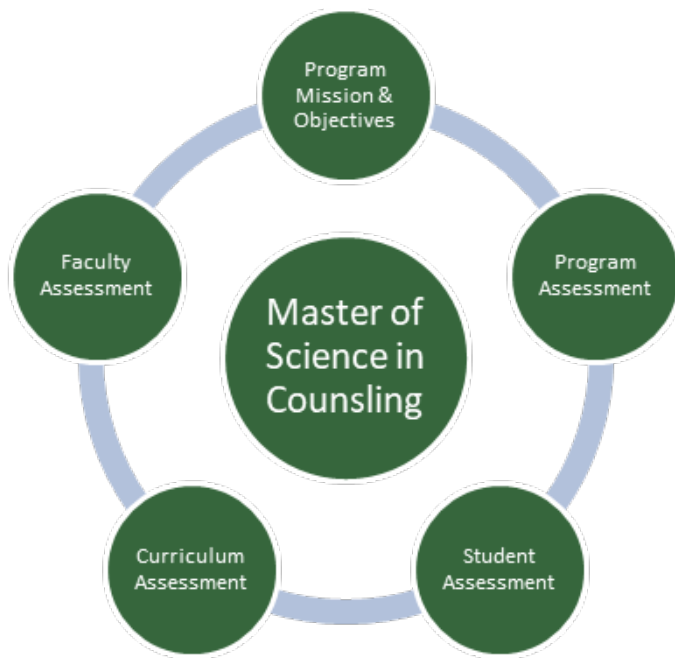 Program
Mission &
Objectives
Faculty
Assessment
Program
Assessment
Master of
Science in
Counsling
Curriculum
Assessment
Student
Assessment